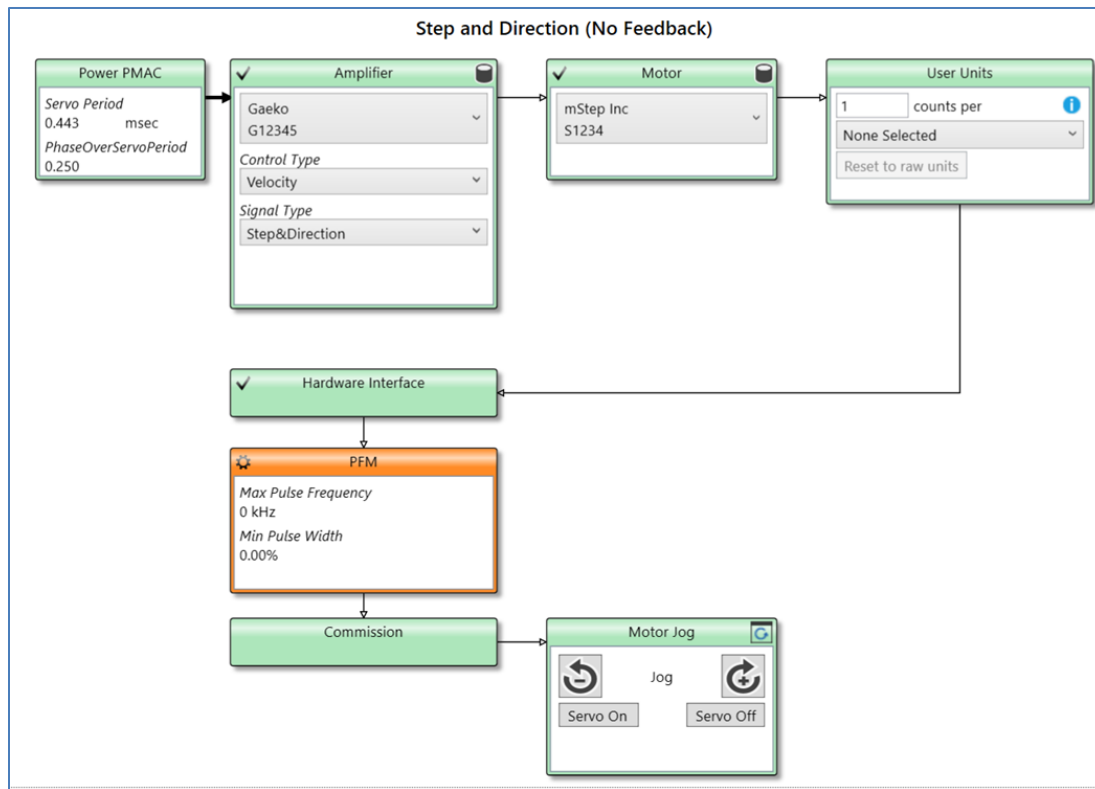 Step and Direction (No Feedback)
Power PMAC
Servo Period
0.443 msec
PhaseOverServoPeriod
0.250
Amplifier
Gaeko
G12345
Control Type
Velocity
Signal Type
Step&Direction
Motor
mStep Inc
S1234
User Units
1 counts per
None Selected
Reset to raw units
Hardware Interface
PFM
Max Pulse Frequency
0 kHz
Min Pulse Width
0.00%
Commission
Motor Jog
Jog
Servo On Servo Off